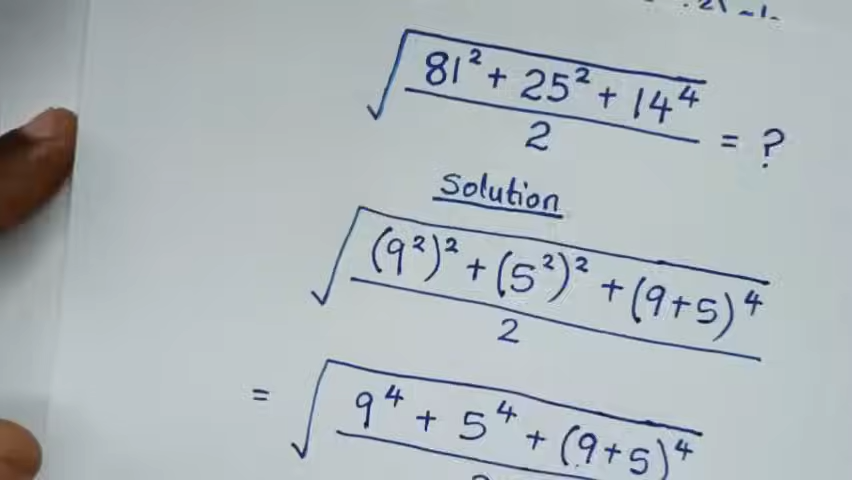 √((81² + 25² + 14⁴)/2) = ?
Solution
√(((9²)² + (5²)² + (9+5)⁴)/2)
= √(9⁴ + 5⁴ + (9+5)⁴